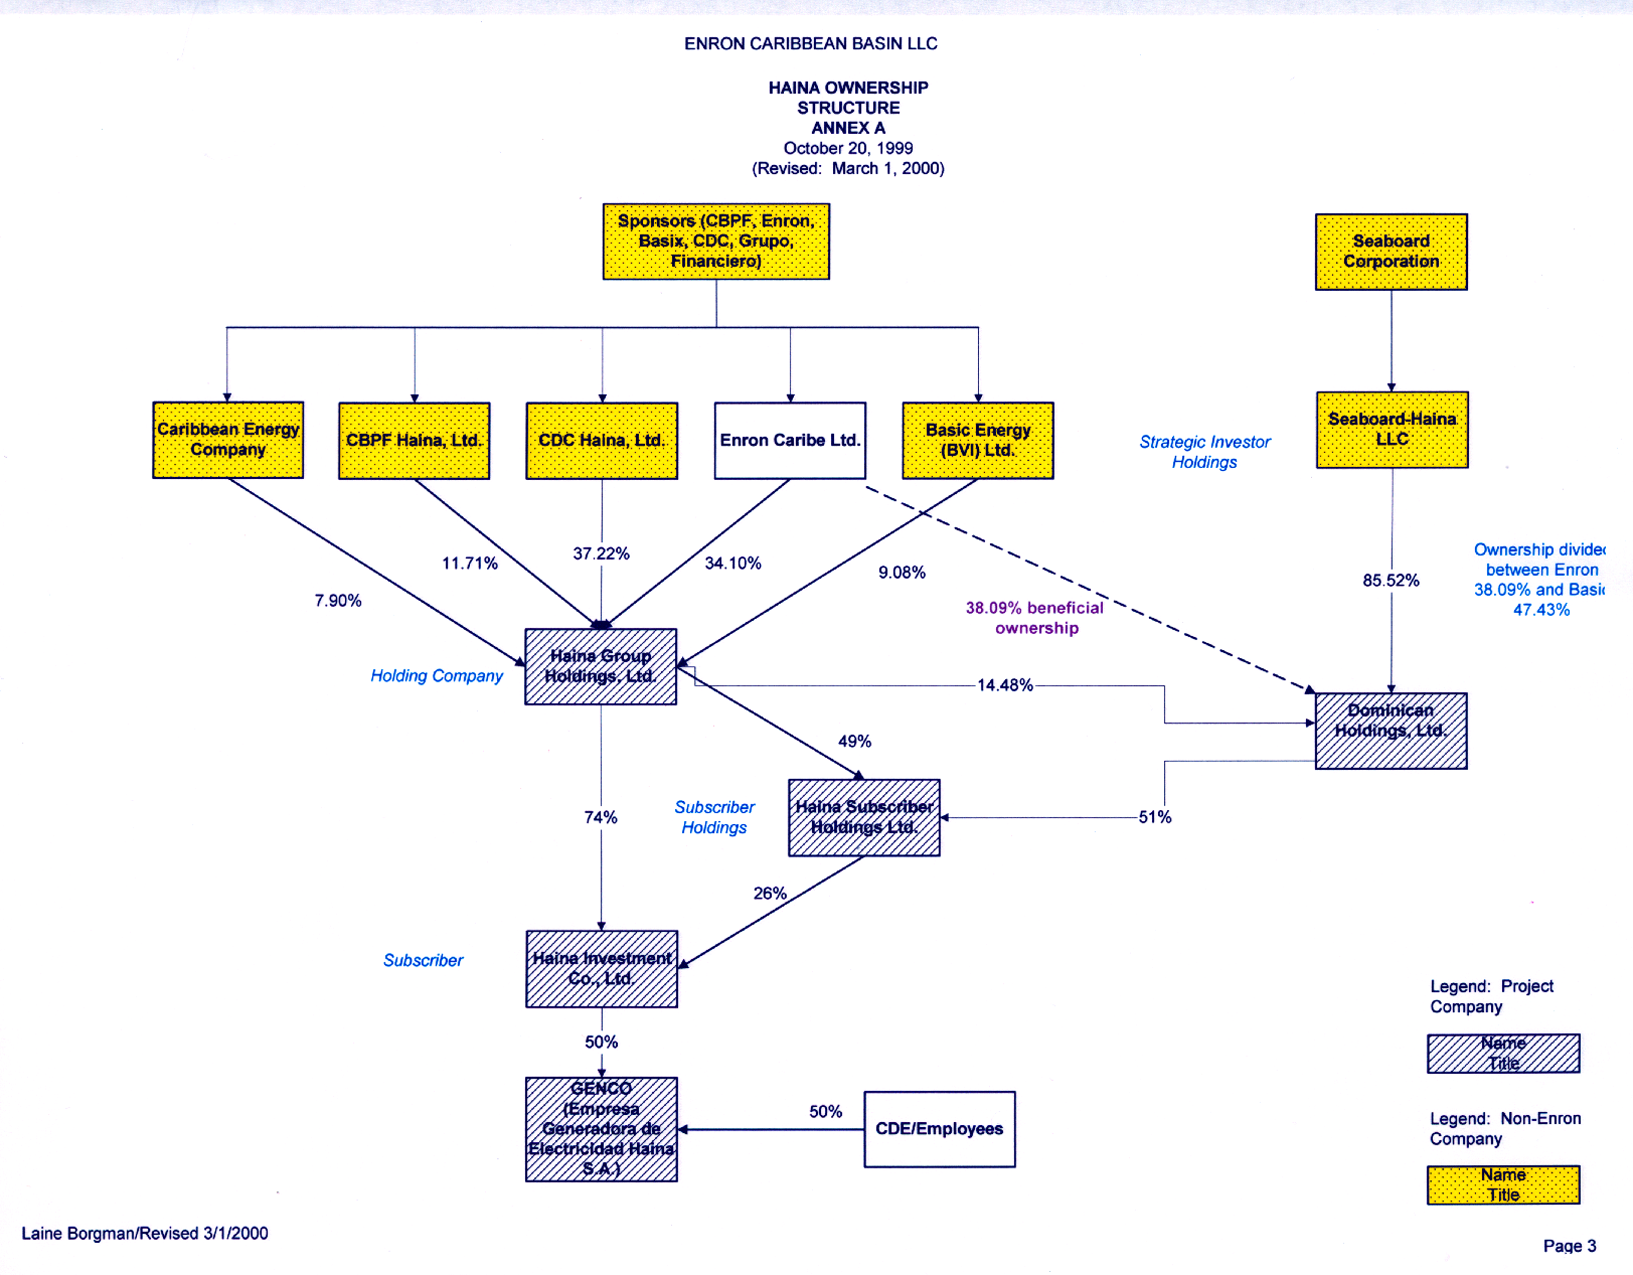 ENRON CARIBBEAN BASIN LLC
HAINA OWNERSHIP
STRUCTURE
ANNEX A
October 20, 1999
(Revised: March 1, 2000)
Sponsors (CBPF, Enron,
Basix, CDC, Grupo,
Financiero)
Seaboard
Corporation
Caribbean Energy
Company
CBPF Haina, Ltd.
CDC Haina, Ltd.
Enron Caribe Ltd.
Basic Energy
(BVI) Ltd.
Strategic Investor
Holdings
Seaboard-Haina
LLC
7.90%
11.71%
37.22%
34.10%
9.08%
38.09% beneficial
ownership
85.52%
Ownership divide
between Enron
38.09% and Basi
47.43%
Holding Company
Haina Group
Holdings, Ltd.
14.48%
Dominican
Holdings, Ltd.
49%
74%
Subscriber
Holdings
Haina Subscriber
Holdings Ltd.
51%
26%
Subscriber
Haina Investment
Co., Ltd.
50%
GENCO
(Empresa
Generadora de
Electricidad Haina
S.A.)
50%
CDE/Employees
Legend: Project
Company
Name
Title
Legend: Non-Enron
Company
Name
Title
Laine Borgman/Revised 3/1/2000
Page 3